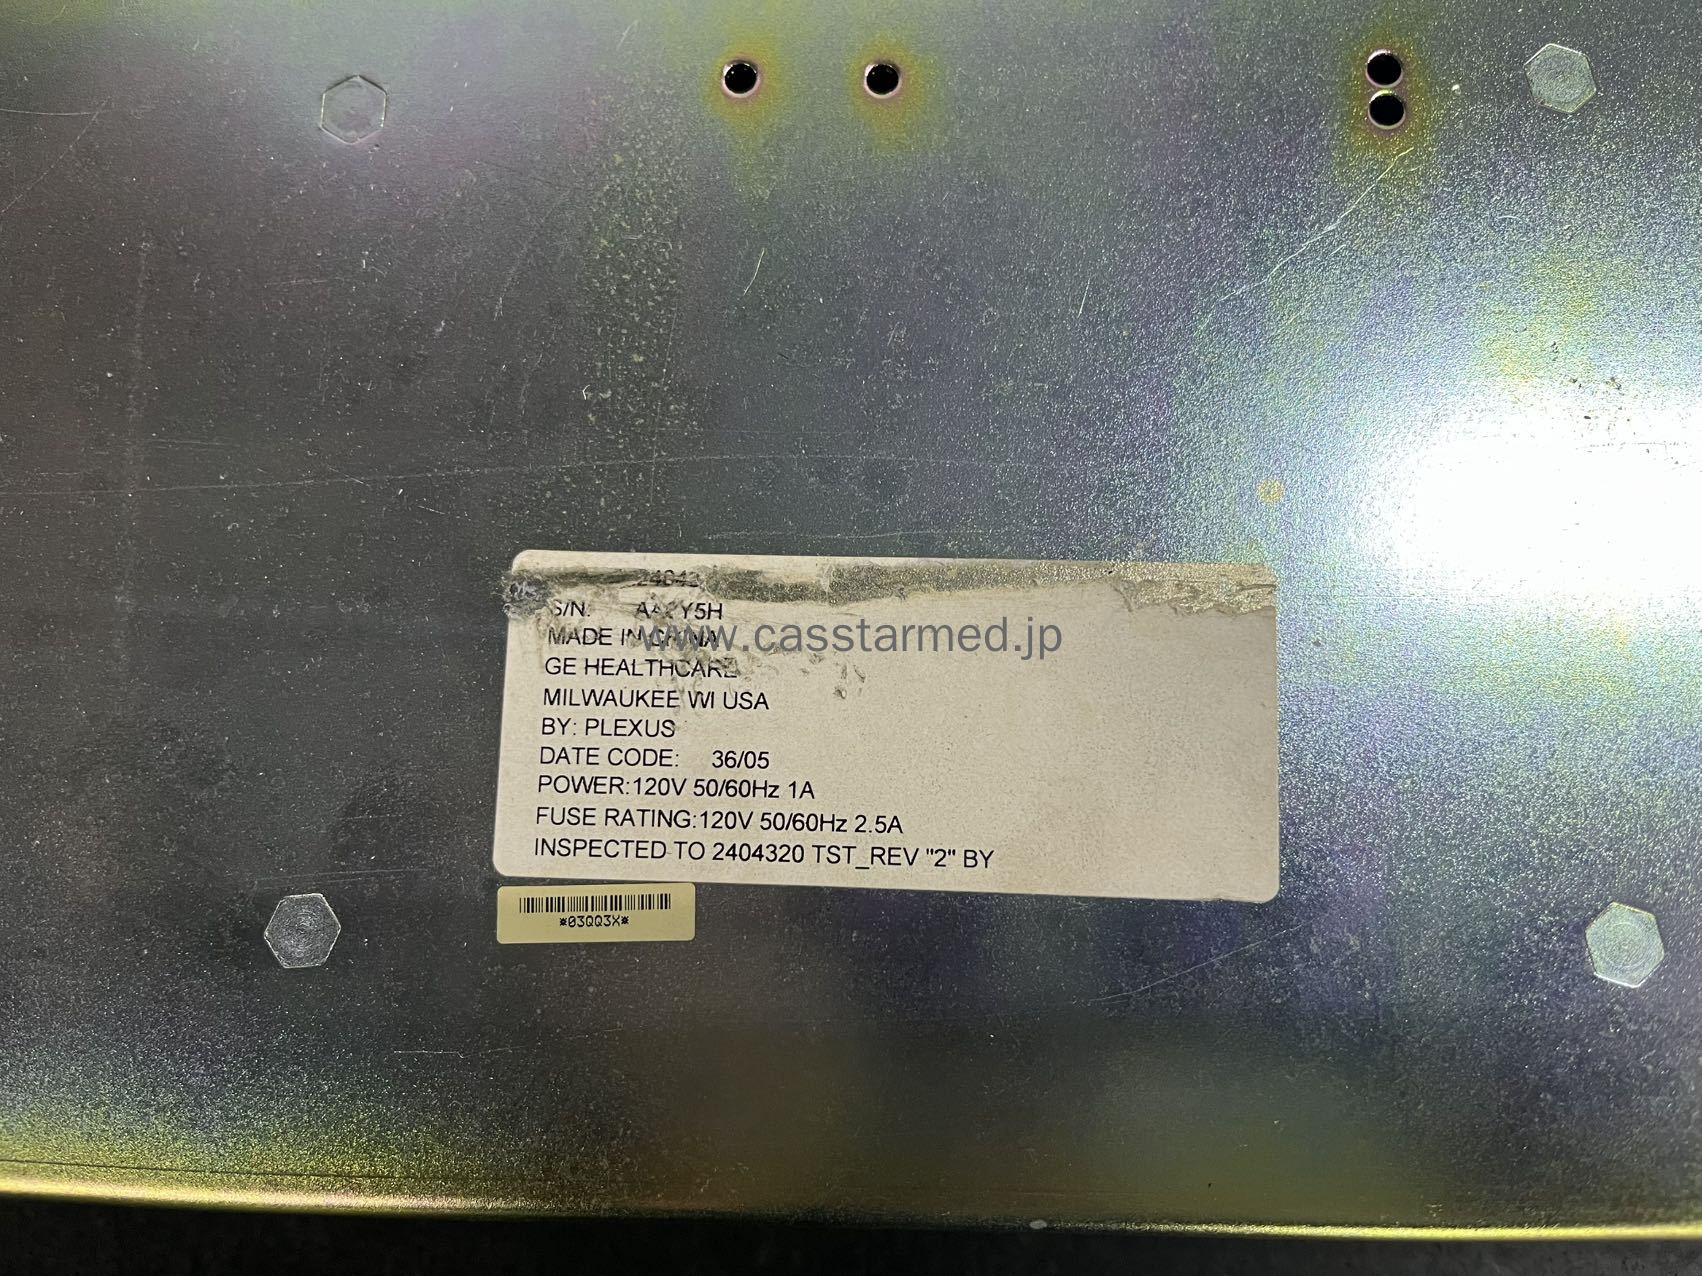 S/N:
MADE IN CHINA
www.casstarmed.jp
GE HEALTHCARE
MILWAUKEE WI USA
BY: PLEXUS
DATE CODE: 36/05
POWER:120V 50/60Hz 1A
FUSE RATING:120V 50/60Hz 2.5A
INSPECTED TO 2404320 TST_REV "2" BY
*03QQ3X*